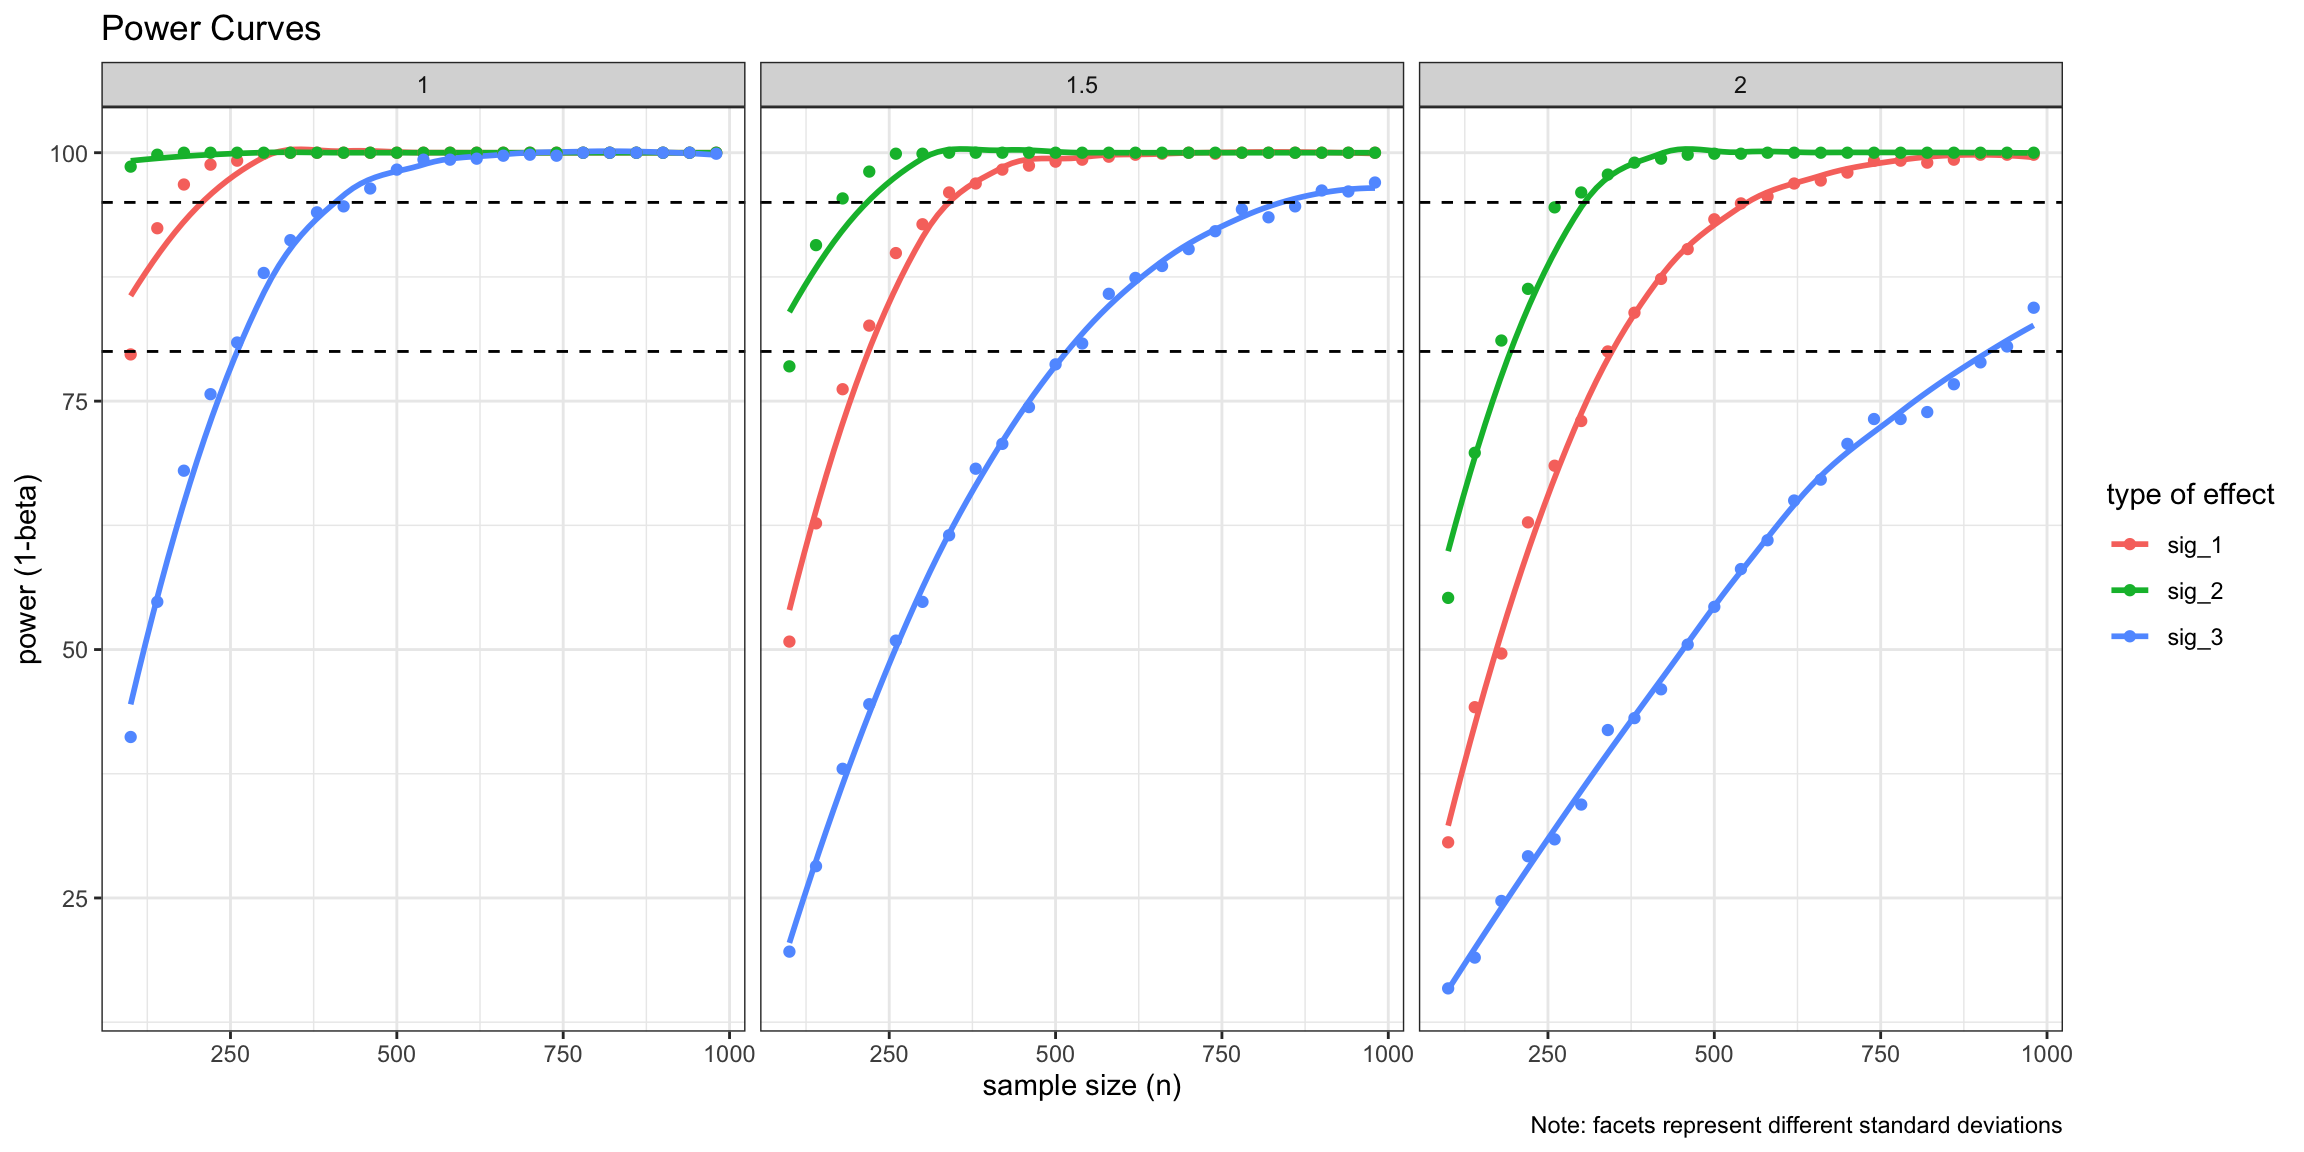 Power Curves
1
1.5
2
100
75
50
25
power (1-beta)
250 500 750 1000
250 500 750 1000
250 500 750 1000
sample size (n)
type of effect
sig_1
sig_2
sig_3
Note: facets represent different standard deviations